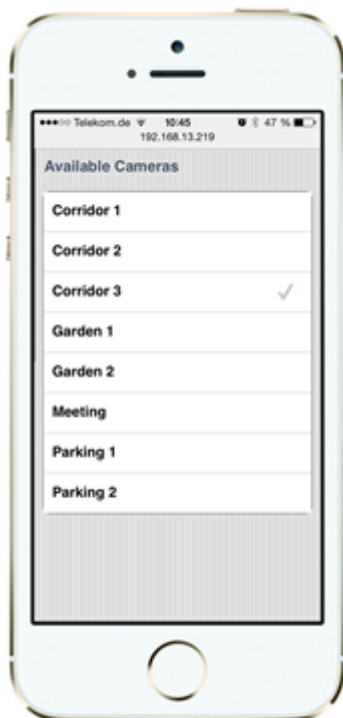 Telekom.de 10:45 47 %
192.168.13.219
Available Cameras
Corridor 1
Corridor 2
Corridor 3
Garden 1
Garden 2
Meeting
Parking 1
Parking 2